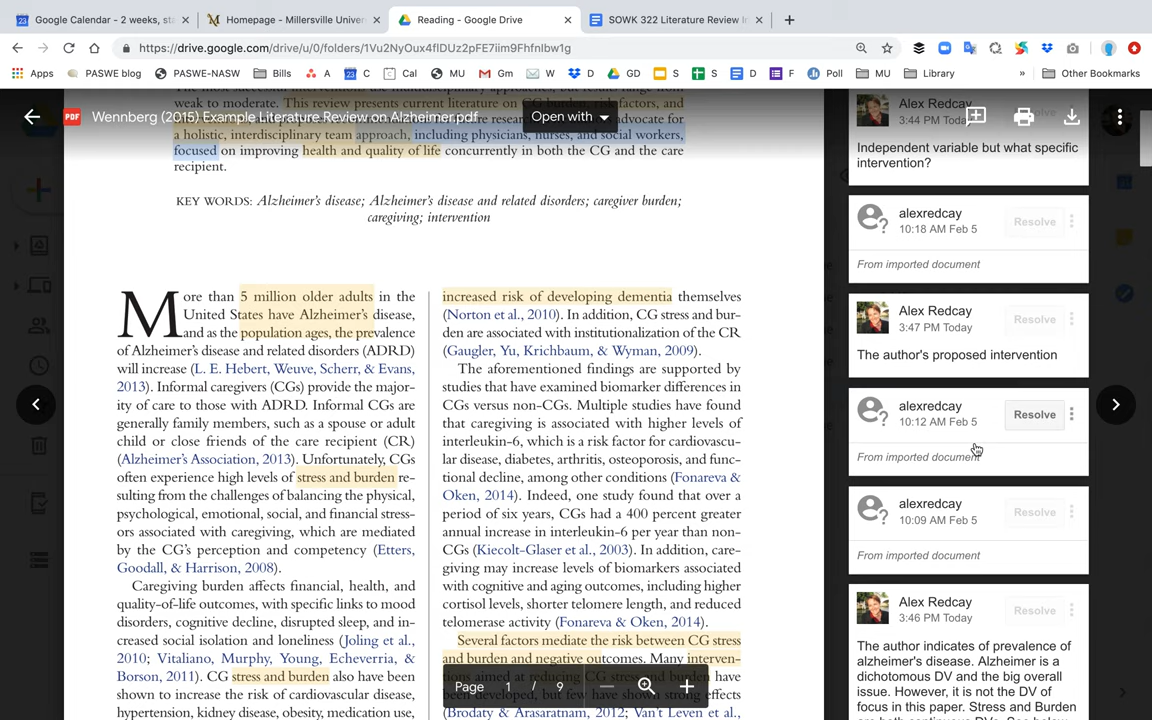 Google Calendar - 2 weeks, sta
Homepage - Millersville Univer
Reading - Google Drive
SOWK 322 Literature Review In
https://drive.google.com/drive/u/0/folders/1Vu2NyOux4flDUz2pFE7iim9Fhfnlbw1g
Apps
PASWE blog
PASWE-NASW
Bills
A
C
Cal
MU
Gm
W
D
GD
S
S
D
F
Poll
MU
Library
»
Other Bookmarks
PDF
Wennberg (2015) Example Literature Review on Alzheimer.pdf
Open with
weak to moderate. This review presents current literature on CG burden, risk factors, and
a holistic, interdisciplinary team approach, including physicians, nurses, and social workers,
focused on improving health and quality of life concurrently in both the CG and the care
recipient.
KEY WORDS: Alzheimer's disease; Alzheimer's disease and related disorders; caregiver burden;
caregiving; intervention
More than 5 million older adults in the
United States have Alzheimer's disease,
and as the population ages, the prevalence
of Alzheimer's disease and related disorders (ADRD)
will increase (L. E. Hebert, Weuve, Scherr, & Evans,
2013). Informal caregivers (CGs) provide the major-
ity of care to those with ADRD. Informal CGs are
generally family members, such as a spouse or adult
child or close friends of the care recipient (CR)
(Alzheimer's Association, 2013). Unfortunately, CGs
often experience high levels of stress and burden re-
sulting from the challenges of balancing the physical,
psychological, emotional, social, and financial stress-
ors associated with caregiving, which are mediated
by the CG's perception and competency (Etters,
Goodall, & Harrison, 2008).
Caregiving burden affects financial, health, and
quality-of-life outcomes, with specific links to mood
disorders, cognitive decline, disrupted sleep, and in-
creased social isolation and loneliness (Joling et al.,
2010; Vitaliano, Murphy, Young, Echeverria, &
Borson, 2011). CG stress and burden also have been
shown to increase the risk of cardiovascular disease,
hypertension, kidney disease, obesity, medication use,
increased risk of developing dementia themselves
(Norton et al., 2010). In addition, CG stress and bur-
den are associated with institutionalization of the CR
(Gaugler, Yu, Krichbaum, & Wyman, 2009).
The aforementioned findings are supported by
studies that have examined biomarker differences in
CGs versus non-CGs. Multiple studies have found
that caregiving is associated with higher levels of
interleukin-6, which is a risk factor for cardiovascu-
lar disease, diabetes, arthritis, osteoporosis, and func-
tional decline, among other conditions (Fonareva &
Oken, 2014). Indeed, one study found that over a
period of six years, CGs had a 400 percent greater
annual increase in interleukin-6 per year than non-
CGs (Kiecolt-Glaser et al., 2003). In addition, care-
giving may increase levels of biomarkers associated
with cognitive and aging outcomes, including higher
cortisol levels, shorter telomere length, and reduced
telomerase activity (Fonareva & Oken, 2014).
Several factors mediate the risk between CG stress
and burden and negative outcomes. Many interven-
tions aimed at reducing CG stress and burden have
been developed, but few have shown strong effects
(Brodaty & Arasaratnam, 2012; Van't Leven et al.,
Page 1 / 9
Alex Redcay
3:44 PM Today
Independent variable but what specific
intervention?
alexredcay
10:18 AM Feb 5
Resolve
From imported document
Alex Redcay
3:47 PM Today
Resolve
The author's proposed intervention
alexredcay
10:12 AM Feb 5
Resolve
From imported document
alexredcay
10:09 AM Feb 5
Resolve
From imported document
Alex Redcay
3:46 PM Today
Resolve
The author indicates of prevalence of
alzheimer's disease. Alzheimer is a
dichotomous DV and the big overall
issue. However, it is not the DV of
focus in this paper. Stress and Burden